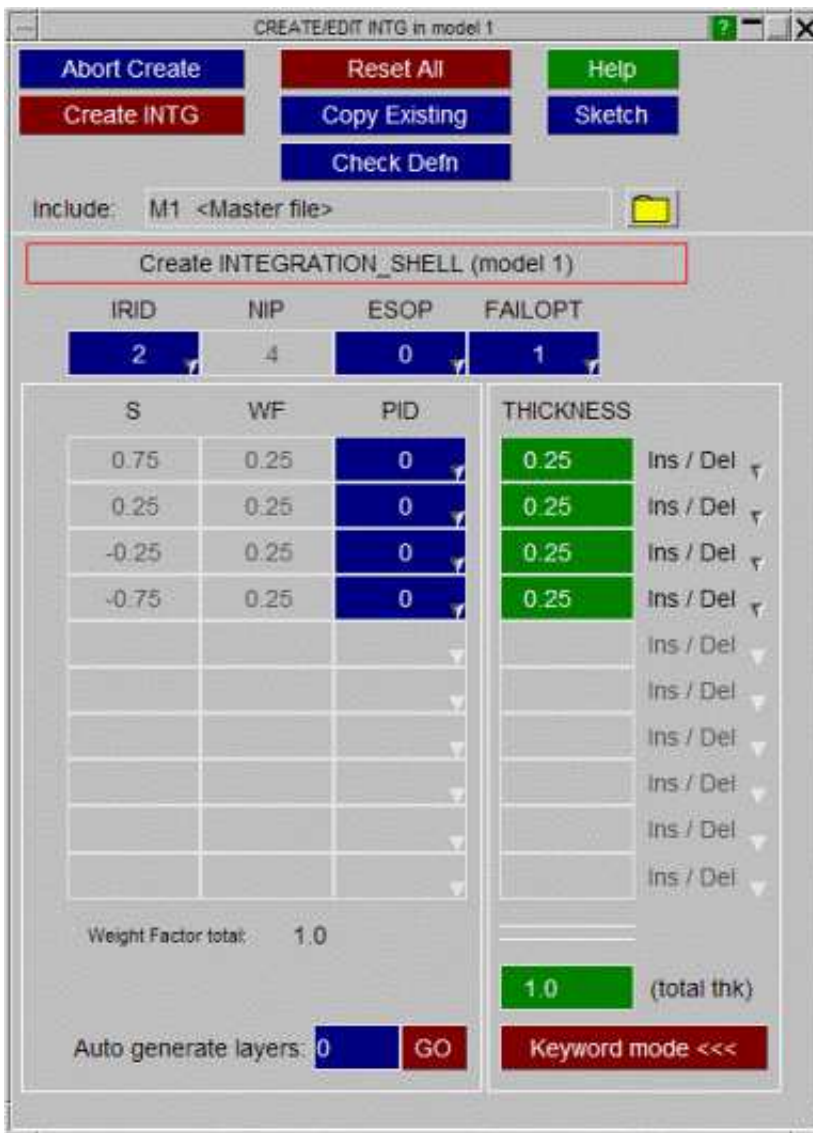 CREATE/EDIT INTG in model 1 ?
Abort Create Reset All Help
Create INTG Copy Existing Sketch
Check Defn
Include: M1 <Master file>
Create INTEGRATION_SHELL (model 1)
IRID NIP ESOP FAILOPT
2 4 0 1
S WF PID THICKNESS
0.75 0.25 0 0.25 Ins / Del
0.25 0.25 0 0.25 Ins / Del
-0.25 0.25 0 0.25 Ins / Del
-0.75 0.25 0 0.25 Ins / Del
Ins / Del
Ins / Del
Ins / Del
Ins / Del
Ins / Del
Ins / Del
Weight Factor total: 1.0
1.0 (total thk)
Auto generate layers: 0 GO Keyword mode <<<